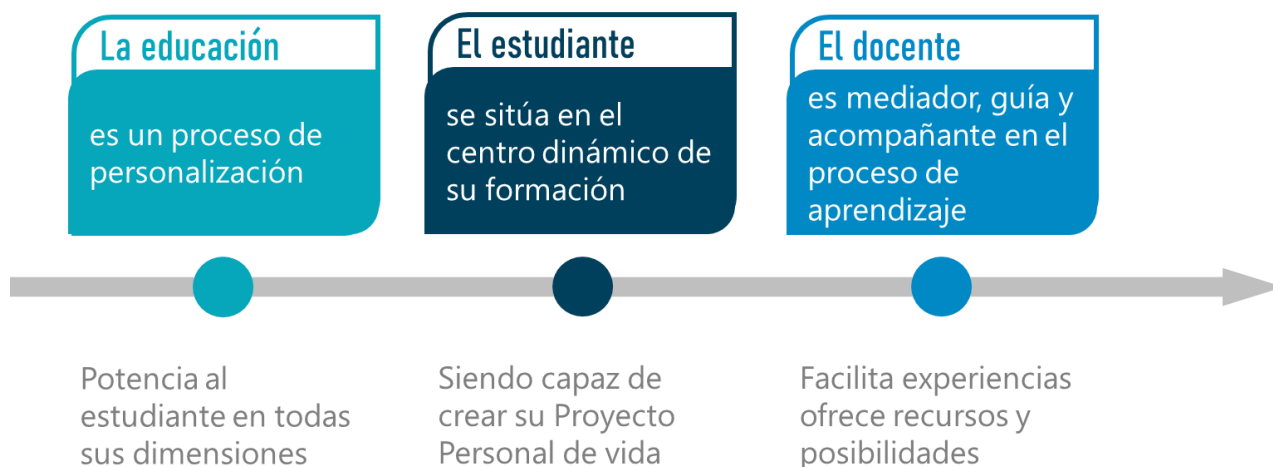 La educación
es un proceso de
personalización
El estudiante
se sitúa en el
centro dinámico de
su formación
El docente
es mediador, guía y
acompañante en el
proceso de
aprendizaje
Potencia al
estudiante en todas
sus dimensiones
Siendo capaz de
crear su Proyecto
Personal de vida
Facilita experiencias
ofrece recursos y
posibilidades